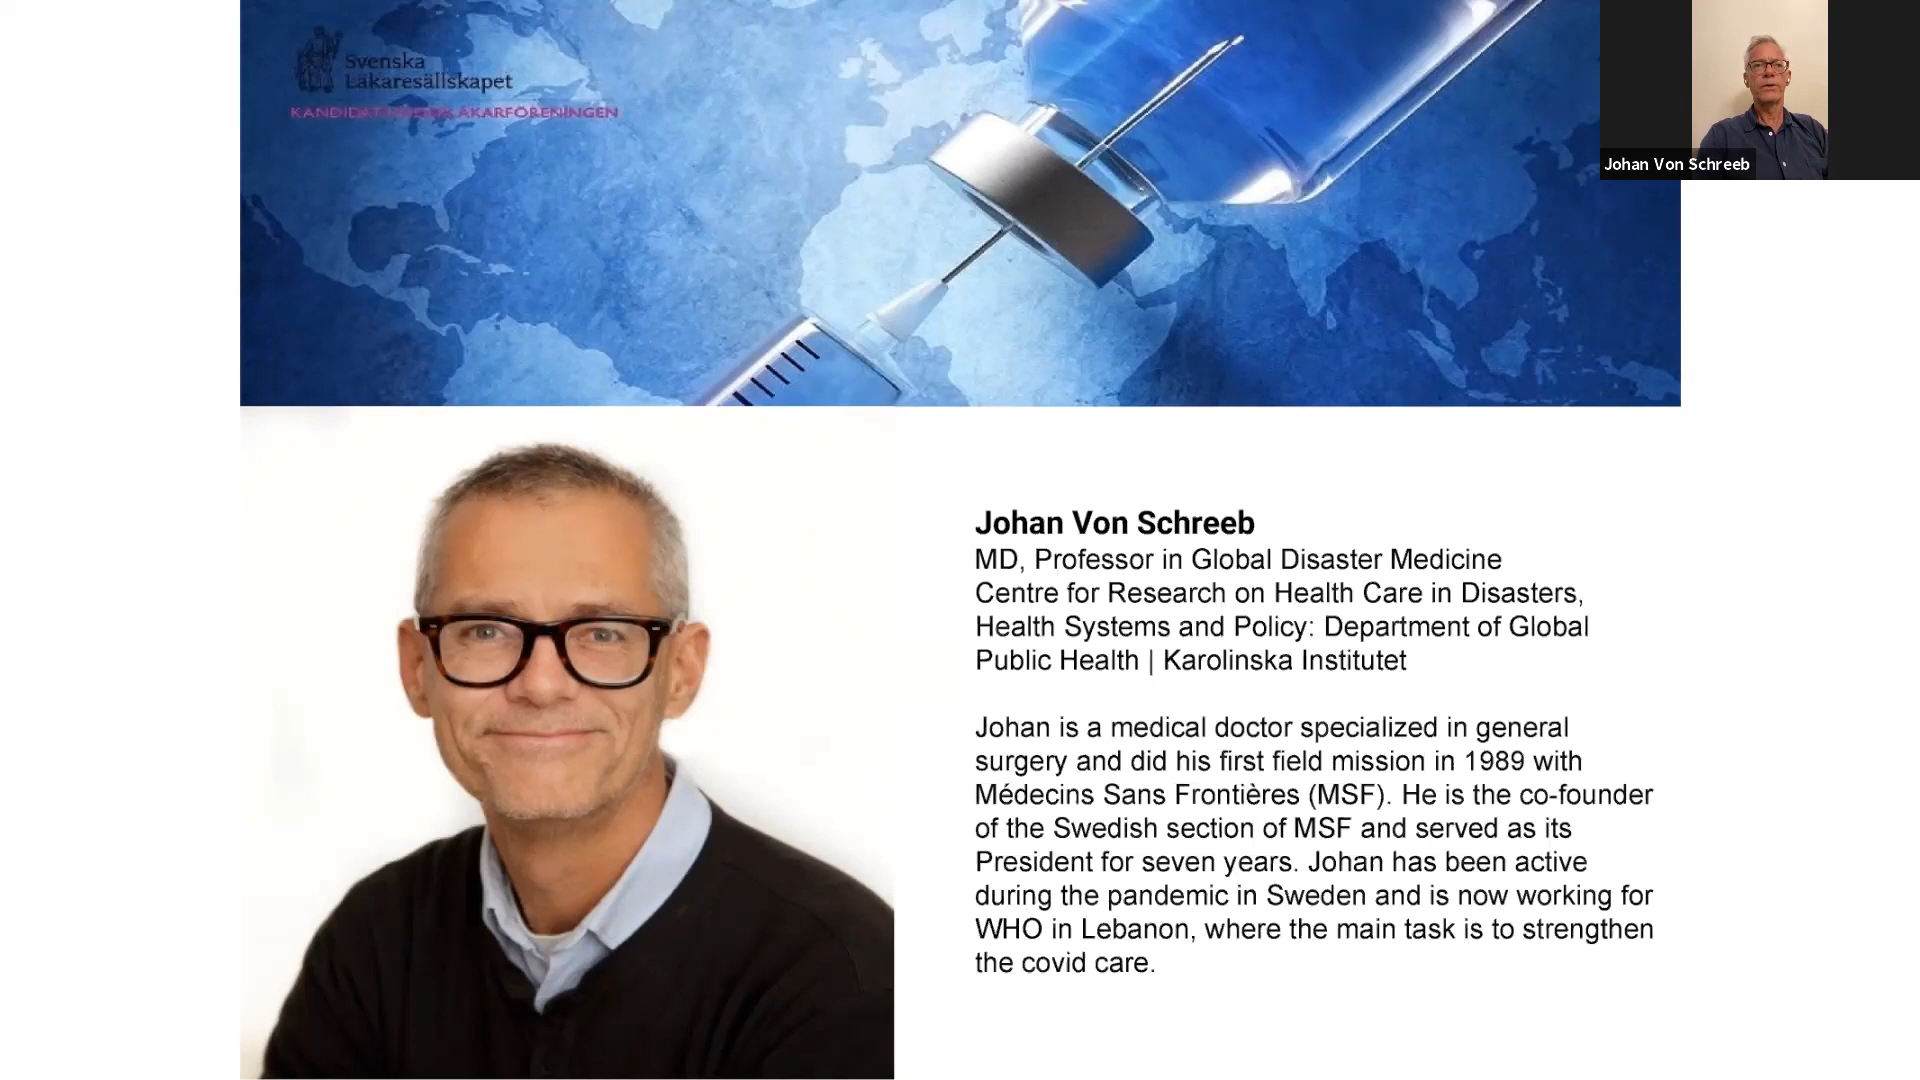 Svenska
Läkaresällskapet
Johan Von Schreeb
Johan Von Schreeb
MD, Professor in Global Disaster Medicine
Centre for Research on Health Care in Disasters,
Health Systems and Policy: Department of Global
Public Health | Karolinska Institutet
Johan is a medical doctor specialized in general
surgery and did his first field mission in 1989 with
Médecins Sans Frontières (MSF). He is the co-founder
of the Swedish section of MSF and served as its
President for seven years. Johan has been active
during the pandemic in Sweden and is now working for
WHO in Lebanon, where the main task is to strengthen
the covid care.